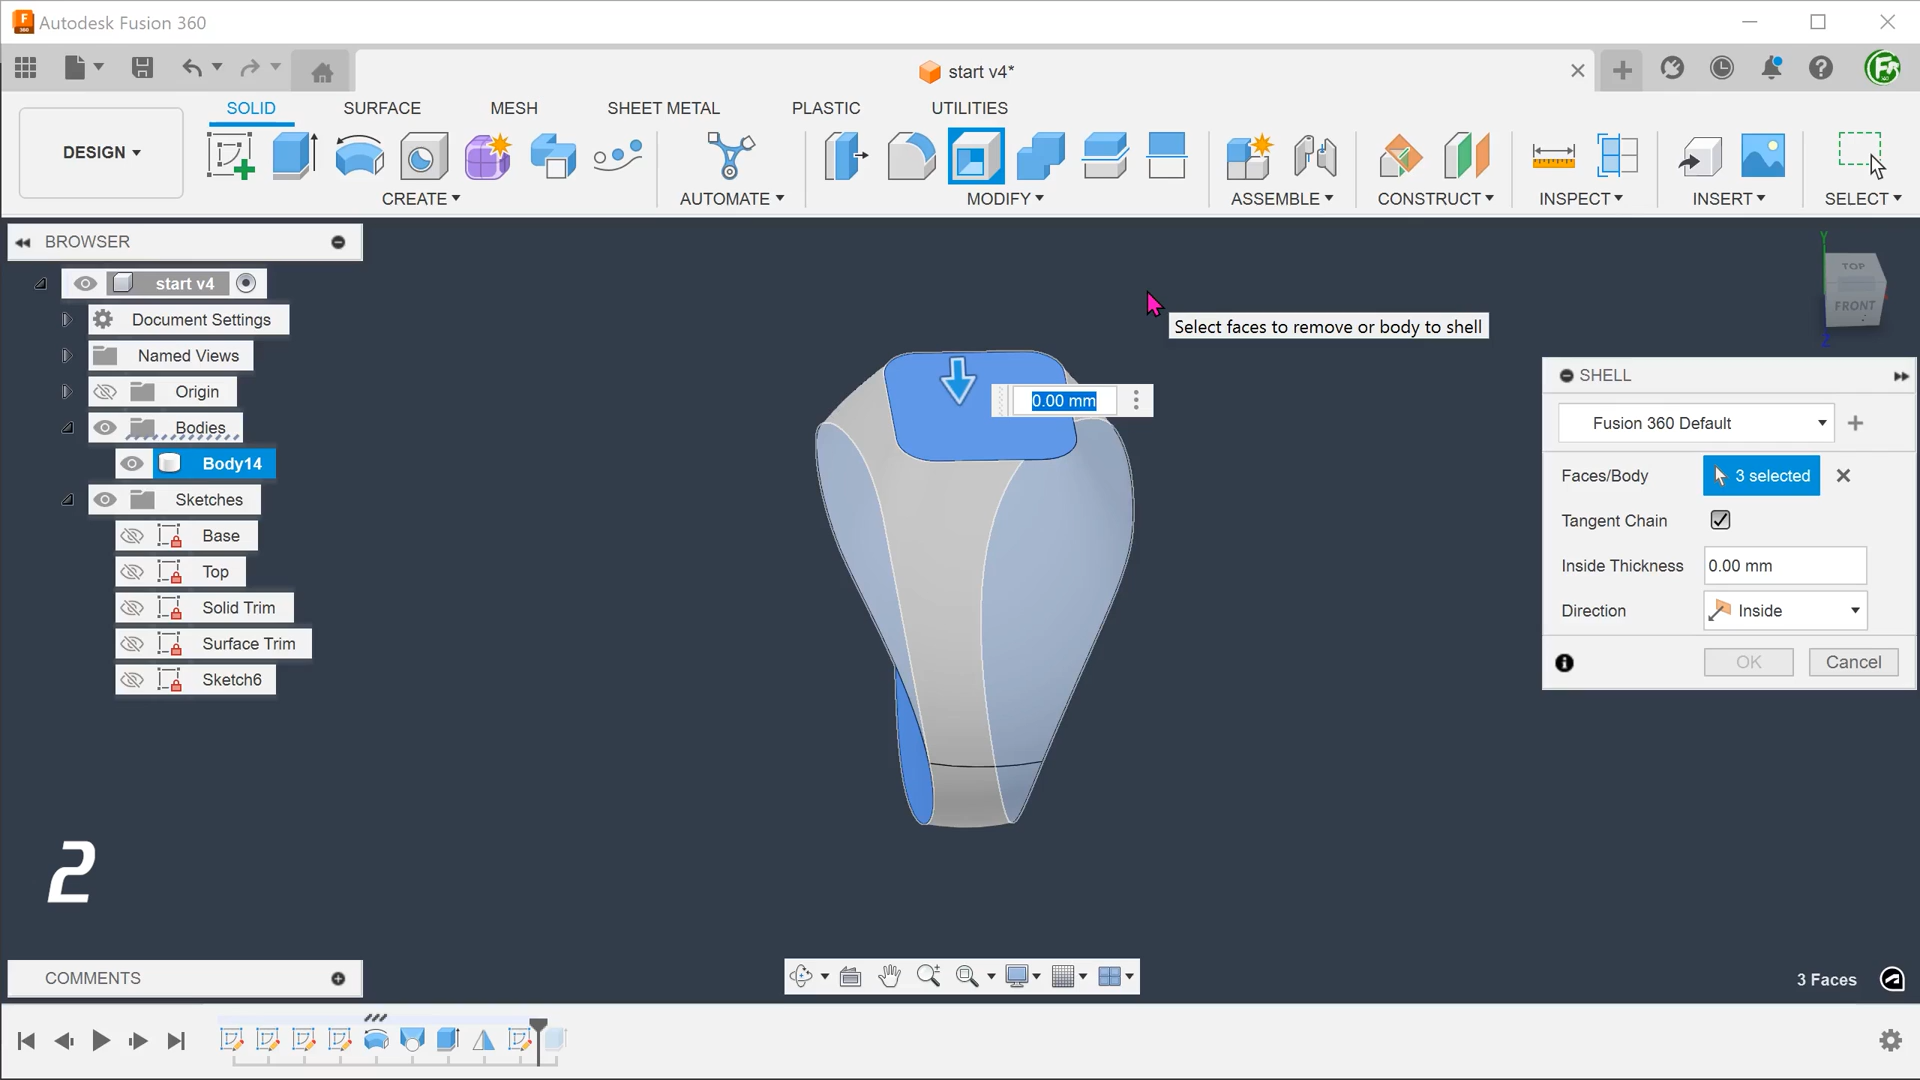 Autodesk Fusion 360
start v4*
SOLID
SURFACE
MESH
SHEET METAL
PLASTIC
UTILITIES
DESIGN
CREATE
AUTOMATE
MODIFY
ASSEMBLE
CONSTRUCT
INSPECT
INSERT
SELECT
BROWSER
start v4
Document Settings
Named Views
Origin
Bodies
Body14
Sketches
Base
Top
Solid Trim
Surface Trim
Sketch6
Select faces to remove or body to shell
0.00 mm
Y
TOP
FRONT
Z
SHELL
Fusion 360 Default
Faces/Body
3 selected
Tangent Chain
Inside Thickness
0.00 mm
Direction
Inside
OK
Cancel
2
COMMENTS
3 Faces